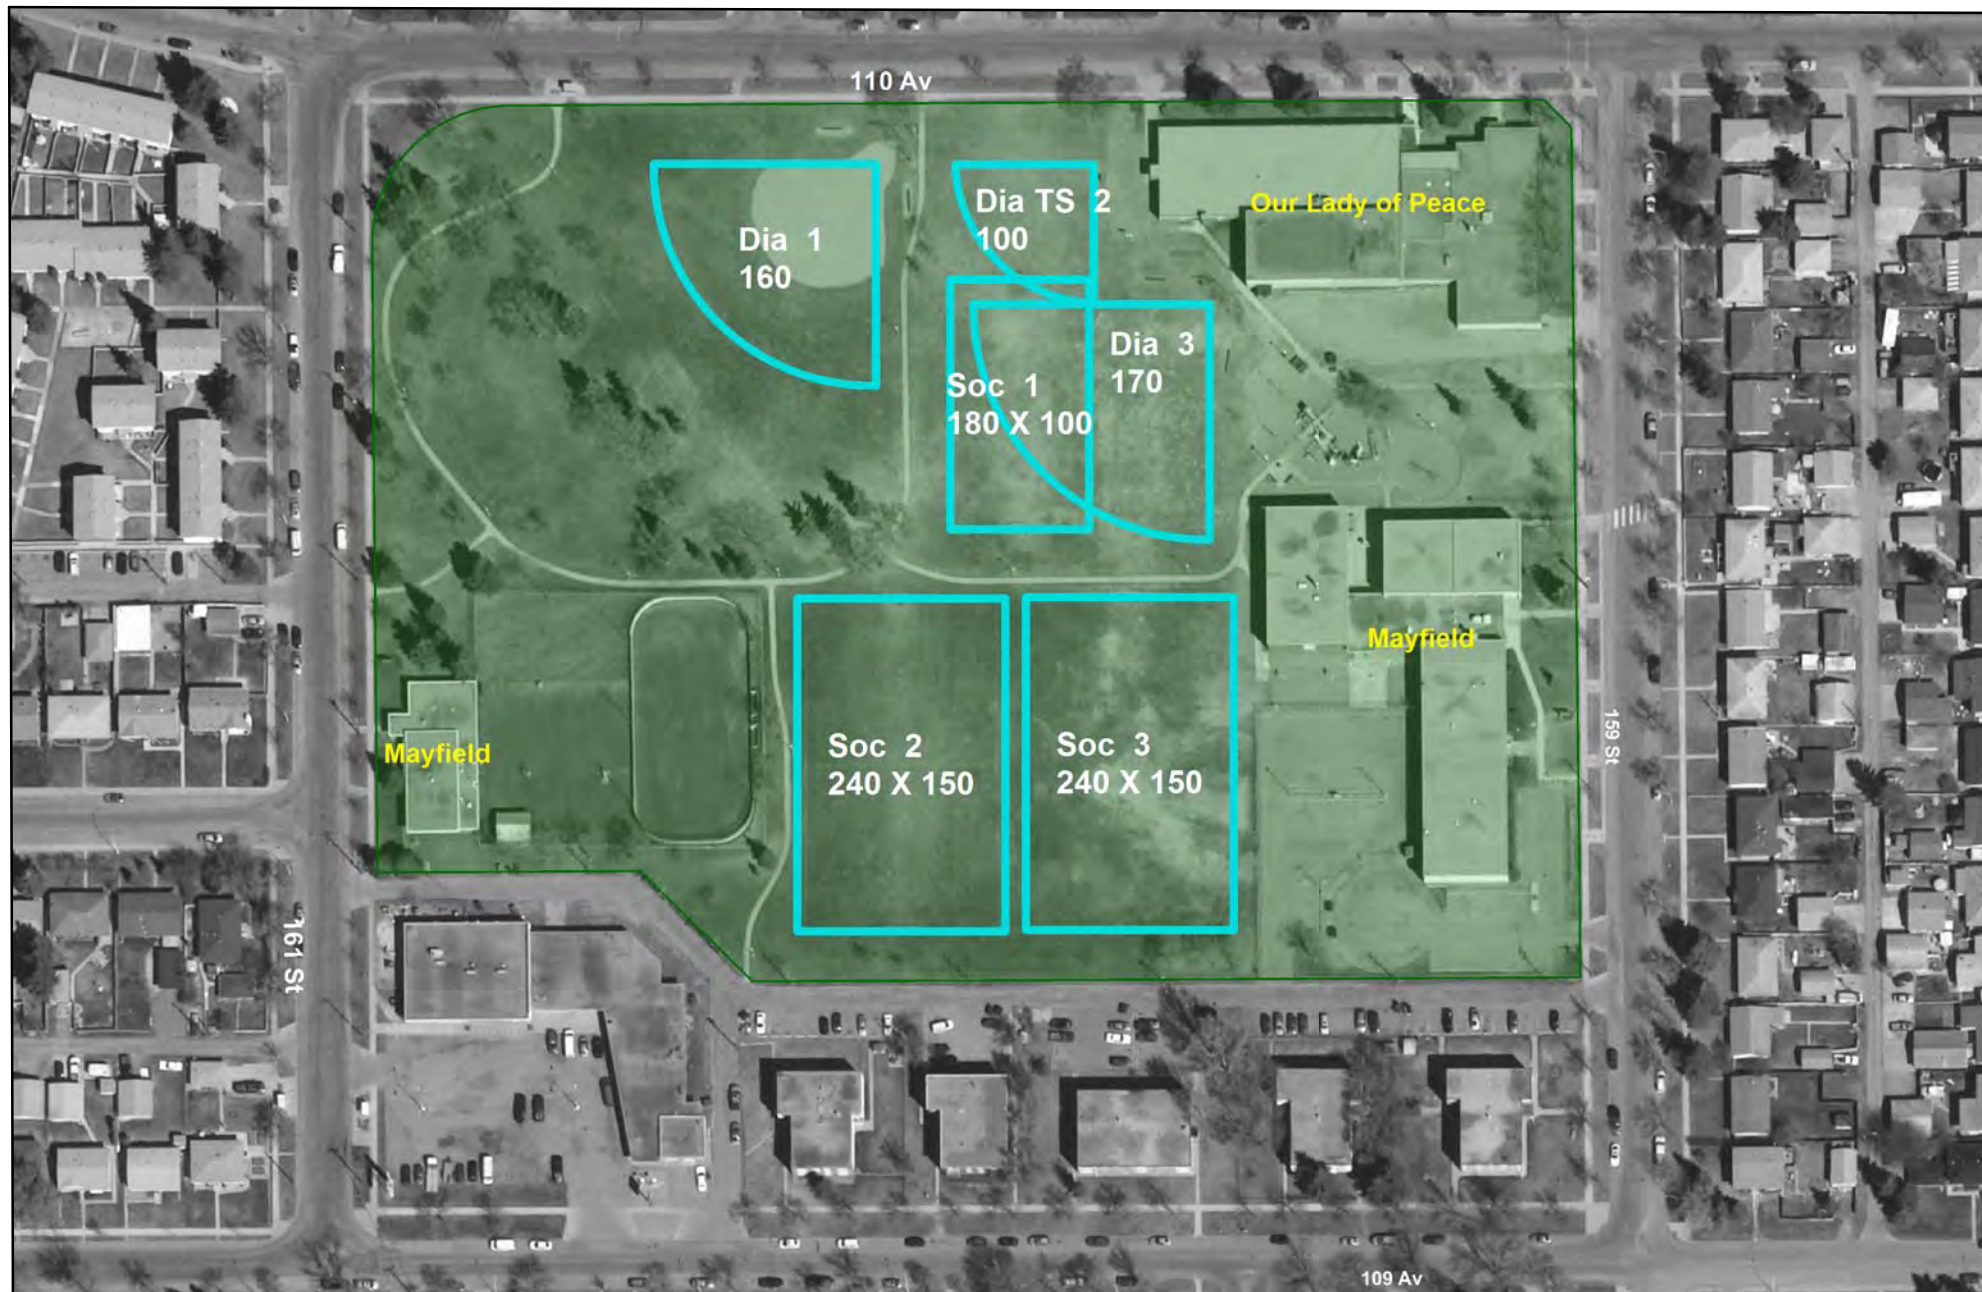 110 Av
Dia TS 2
100
Our Lady of Peace
Dia 1
160
Dia 3
170
Soc 1
180 X 100
Mayfield
Mayfield
Soc 2
240 X 150
Soc 3
240 X 150
159 St
161 St
109 Av